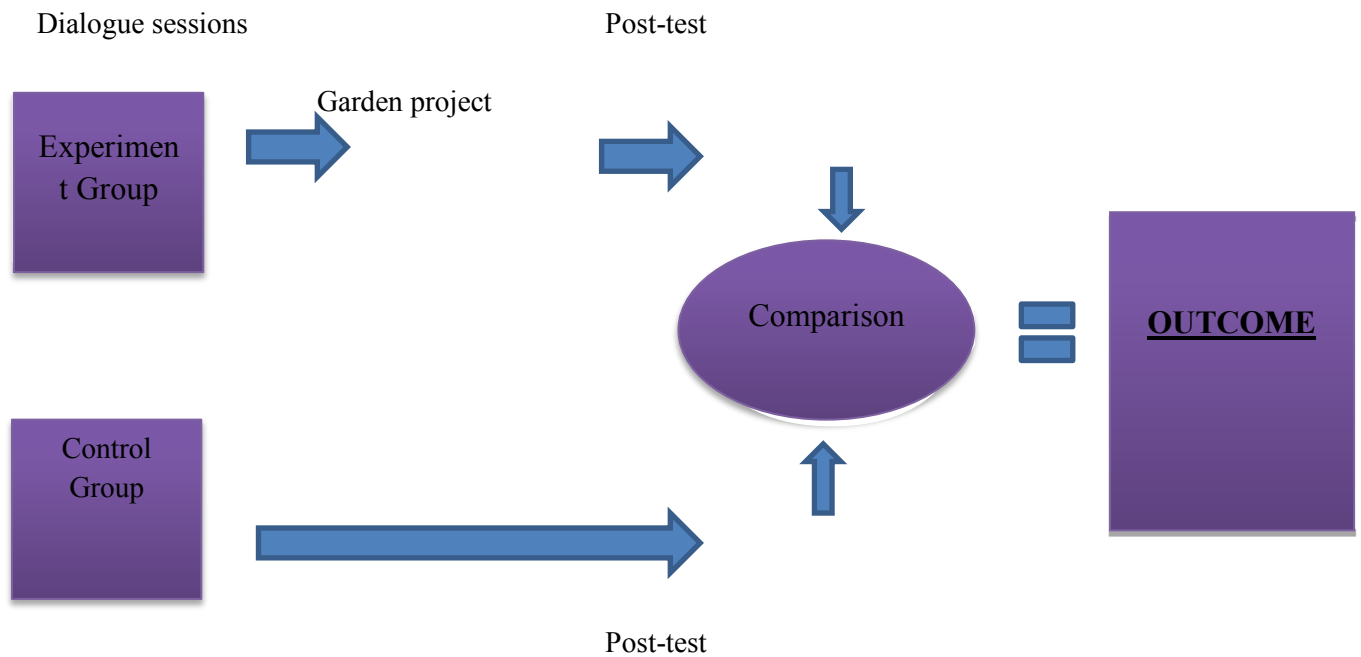 Dialogue sessions
Post-test
Garden project
Experimen
t Group
Comparison
OUTCOME
Control
Group
Post-test